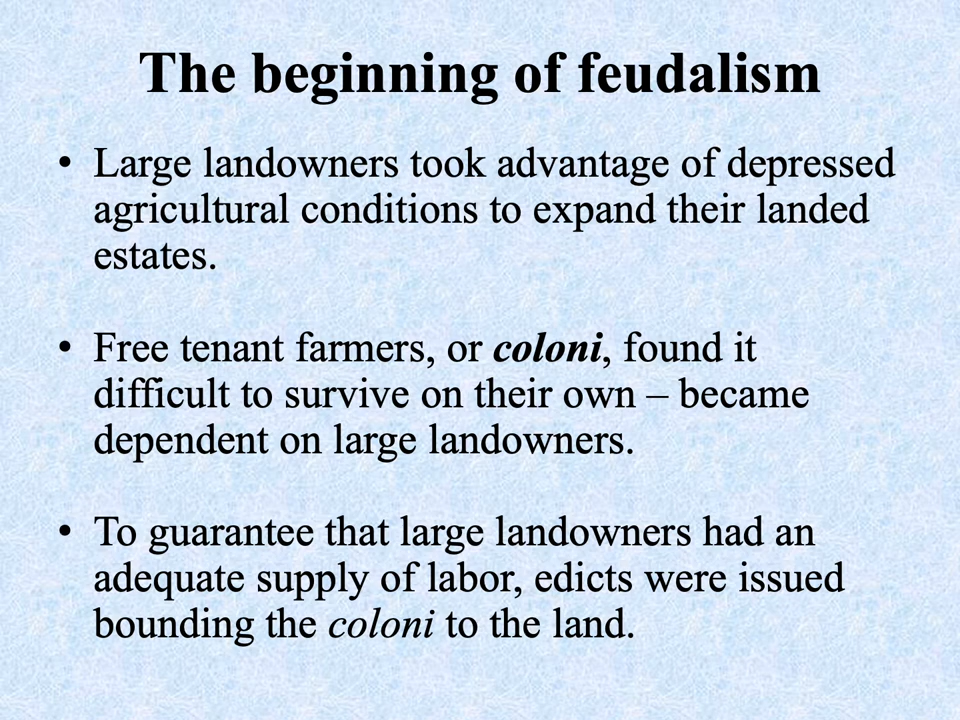 The beginning of feudalism
• Large landowners took advantage of depressed
agricultural conditions to expand their landed
estates.
• Free tenant farmers, or coloni, found it
difficult to survive on their own – became
dependent on large landowners.
• To guarantee that large landowners had an
adequate supply of labor, edicts were issued
bounding the coloni to the land.